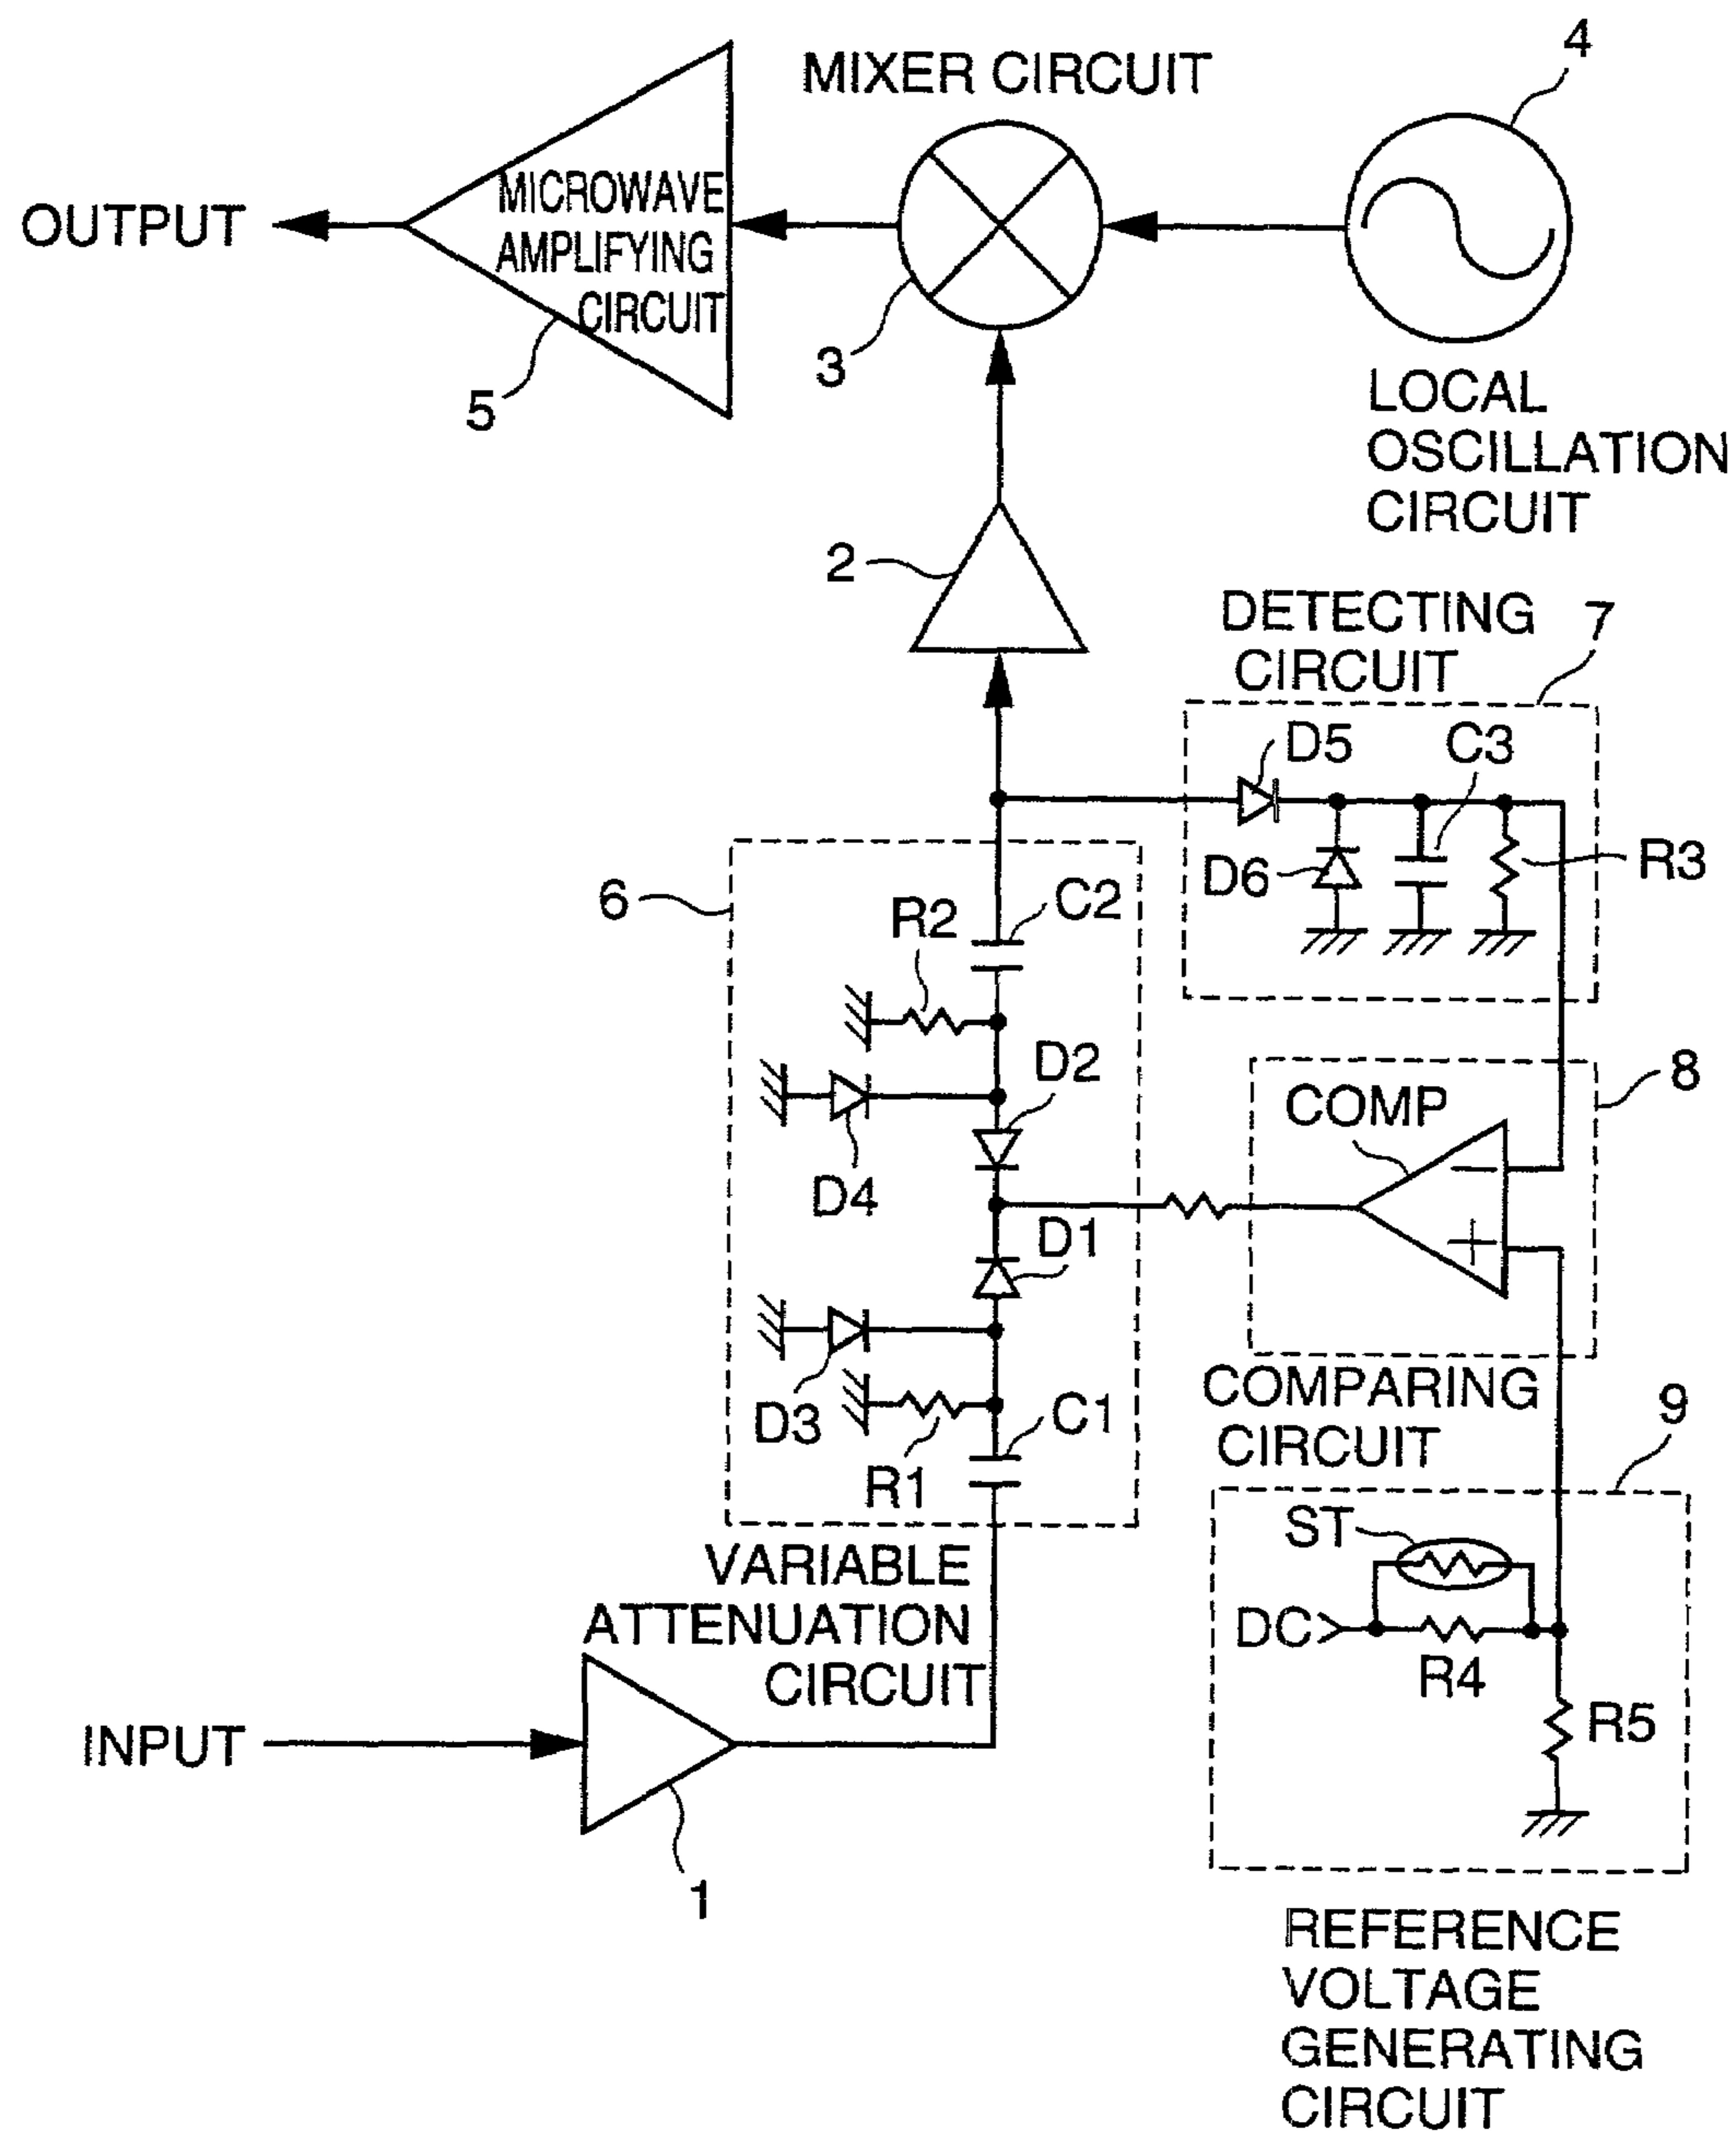 4
MIXER CIRCUIT
MICROWAVE
AMPLIFYING
CIRCUIT
OUTPUT
3
5
LOCAL
OSCILLATION
CIRCUIT
2
DETECTING
CIRCUIT
7
D5
C3
D6
R3
6
R2
C2
D2
D4
COMP
8
−
+
D1
D3
R1
C1
COMPARING
CIRCUIT
9
ST
DC
R4
R5
VARIABLE
ATTENUATION
CIRCUIT
INPUT
1
REFERENCE
VOLTAGE
GENERATING
CIRCUIT